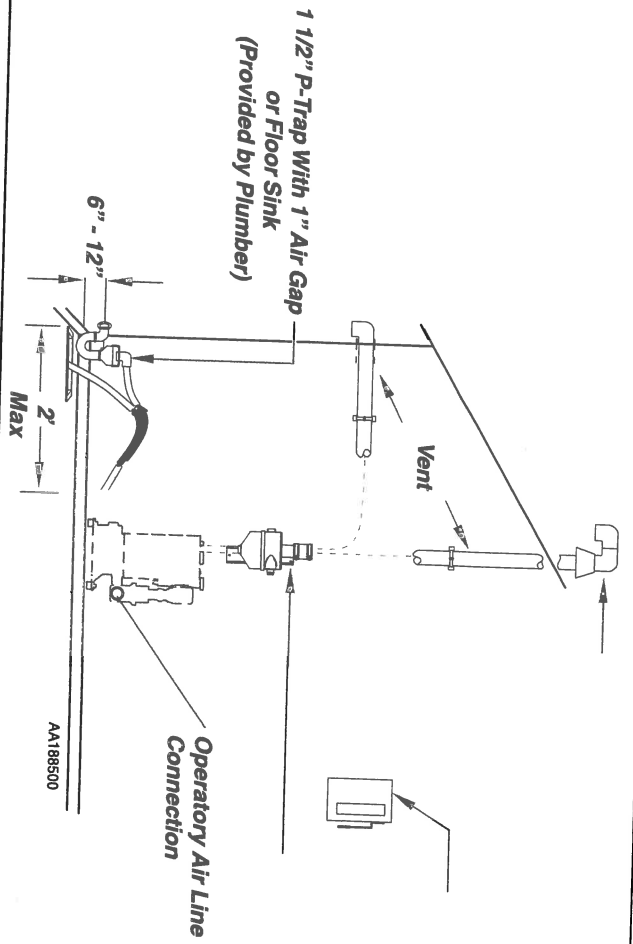 1 1/2” P-Trap With 1” Air Gap
or Floor Sink
(Provided by Plumber)
6” - 12”
2’
Max
Vent
Operatory Air Line
Connection
AA188500